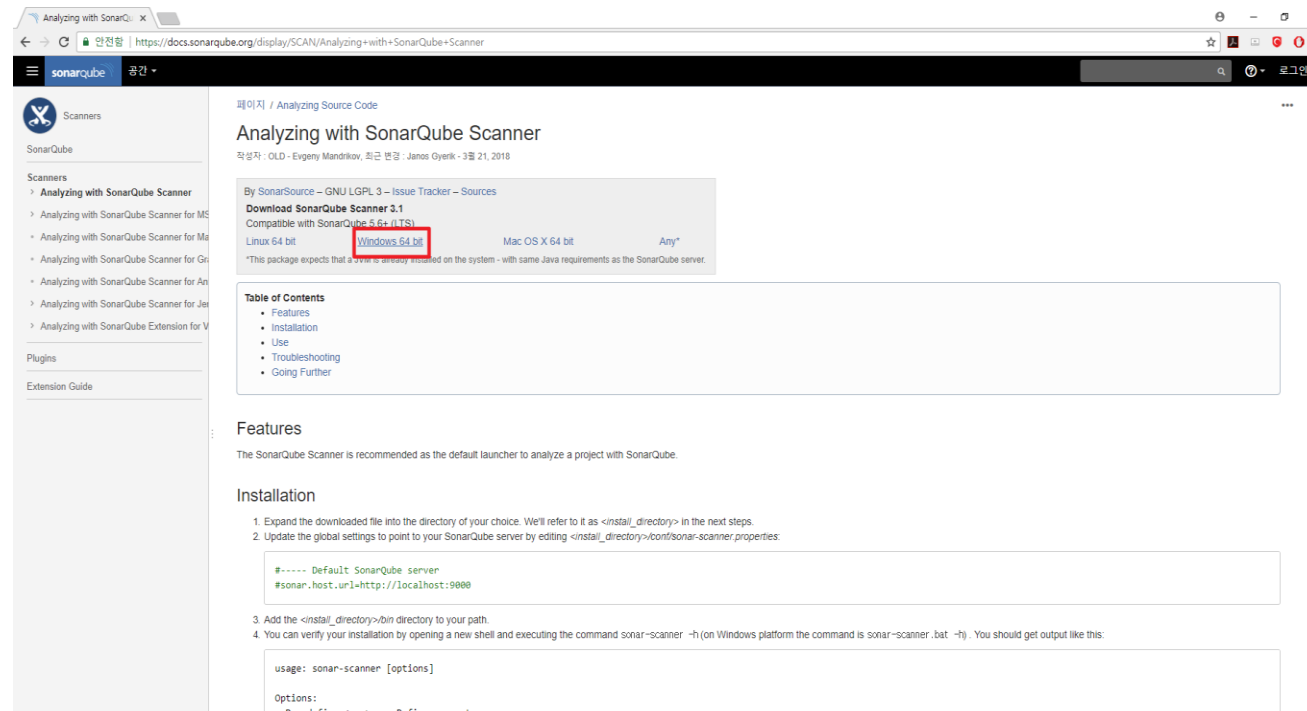 Analyzing with SonarQu
안전함 | https://docs.sonarqube.org/display/SCAN/Analyzing+with+SonarQube+Scanner
sonarqube 공간 로그인
Scanners
SonarQube
Scanners
Analyzing with SonarQube Scanner
Analyzing with SonarQube Scanner for MS
Analyzing with SonarQube Scanner for Ma
Analyzing with SonarQube Scanner for Gra
Analyzing with SonarQube Scanner for An
Analyzing with SonarQube Scanner for Jer
Analyzing with SonarQube Extension for V
Plugins
Extension Guide
페이지 / Analyzing Source Code
Analyzing with SonarQube Scanner
작성자 : OLD - Evgeny Mandrikov, 최근 변경 : Janos Gyerik - 3월 21, 2018
By SonarSource – GNU LGPL 3 – Issue Tracker – Sources
Download SonarQube Scanner 3.1
Compatible with SonarQube 5.6+ (LTS)
Linux 64 bit Windows 64 bit Mac OS X 64 bit Any*
*This package expects that a JVM is already installed on the system - with same Java requirements as the SonarQube server.
Table of Contents
• Features
• Installation
• Use
• Troubleshooting
• Going Further
Features
The SonarQube Scanner is recommended as the default launcher to analyze a project with SonarQube.
Installation
1. Expand the downloaded file into the directory of your choice. We'll refer to it as <install_directory> in the next steps.
2. Update the global settings to point to your SonarQube server by editing <install_directory>/conf/sonar-scanner.properties:
#----- Default SonarQube server
#sonar.host.url=http://localhost:9000
3. Add the <install_directory>/bin directory to your path.
4. You can verify your installation by opening a new shell and executing the command sonar-scanner -h (on Windows platform the command is sonar-scanner.bat -h) . You should get output like this:
usage: sonar-scanner [options]
Options: